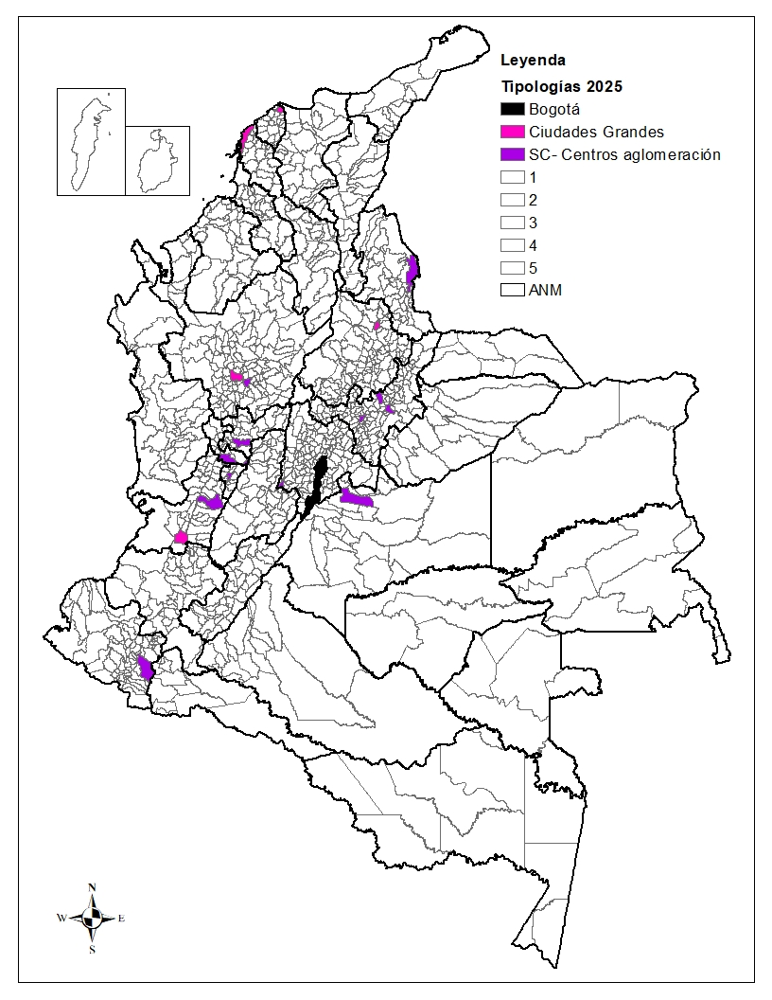 Leyenda
Tipologías 2025
Bogotá
Ciudades Grandes
SC- Centros aglomeración
1
2
3
4
5
ANM
N
W E
S